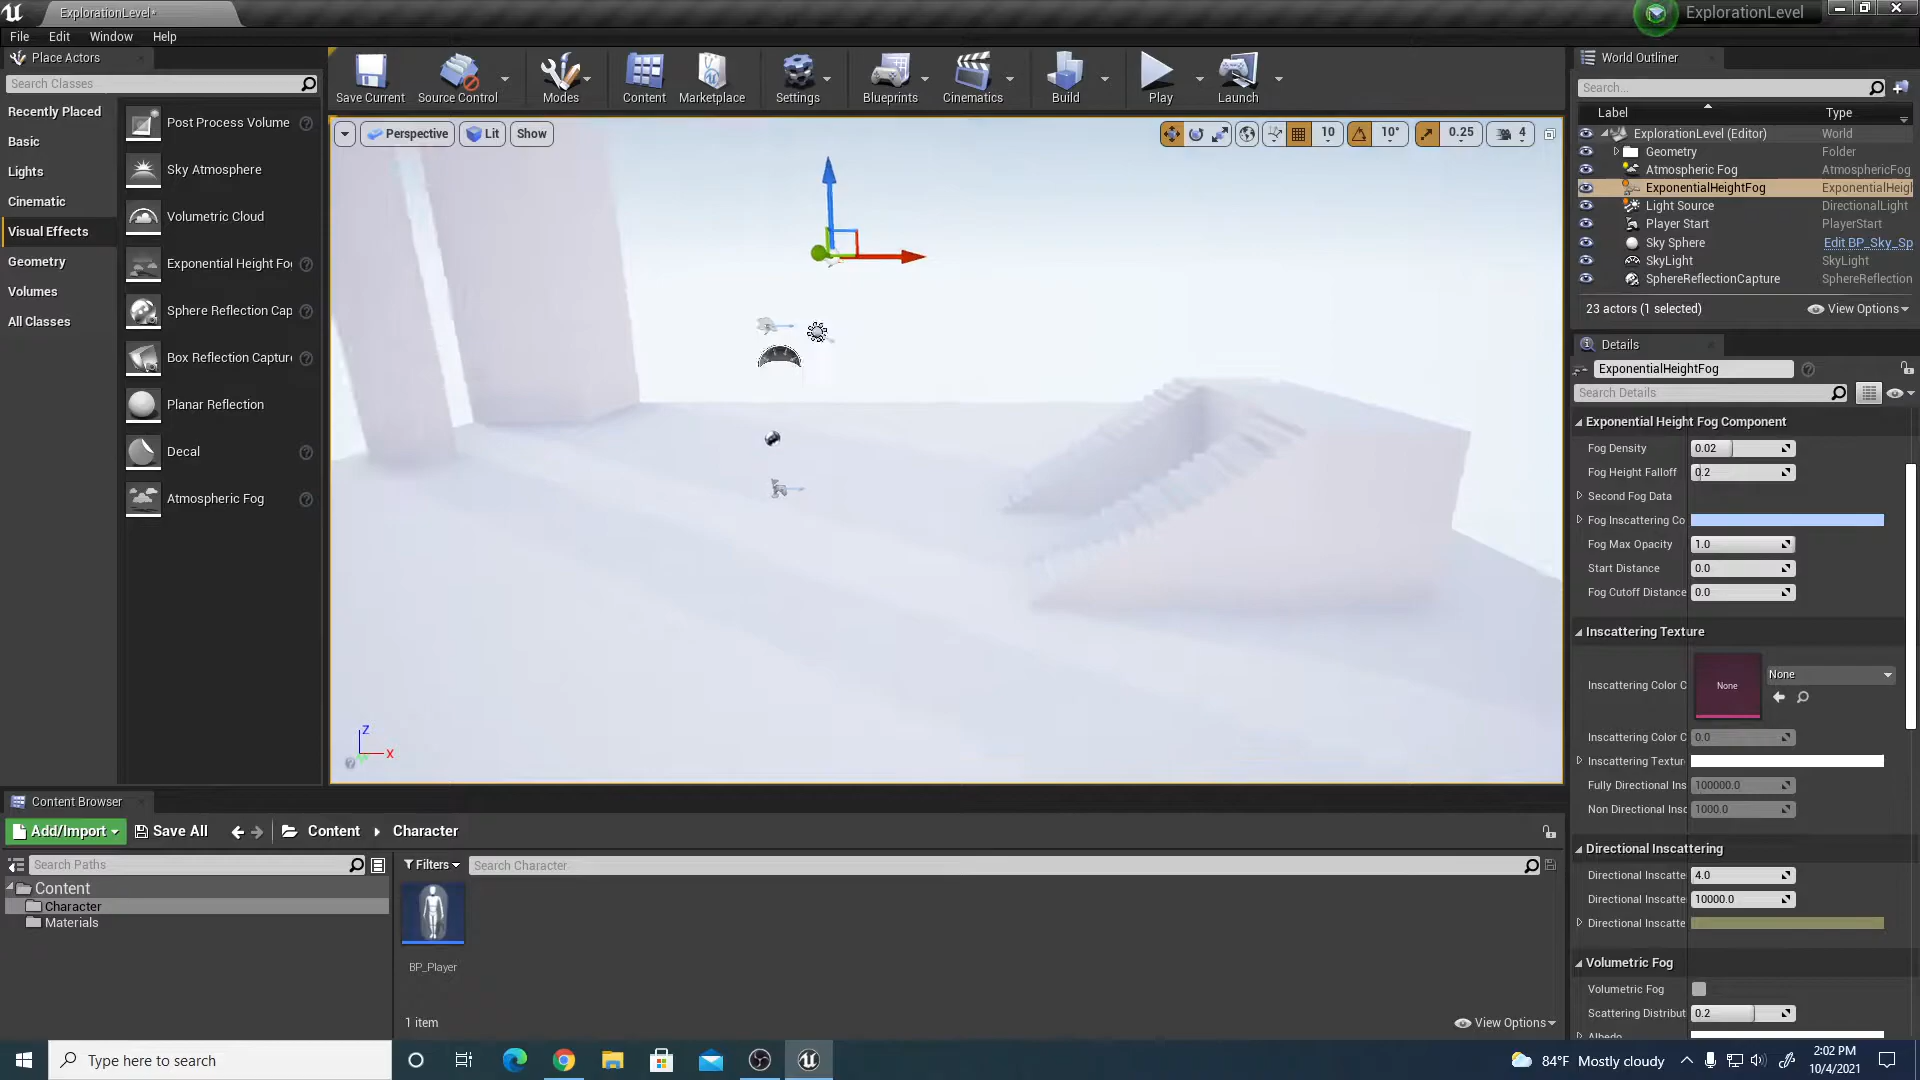 ExplorationLevel*
ExplorationLevel
File Edit Window Help
Place Actors
Search Classes
Recently Placed
Basic
Lights
Cinematic
Visual Effects
Geometry
Volumes
All Classes
Post Process Volume
Sky Atmosphere
Volumetric Cloud
Exponential Height Fo
Sphere Reflection Cap
Box Reflection Capture
Planar Reflection
Decal
Atmospheric Fog
Save Current
Source Control
Modes
Content
Marketplace
Settings
Blueprints
Cinematics
Build
Play
Launch
Perspective
Lit
Show
10
10°
0.25
4
Z
X
World Outliner
Search...
Label Type
ExplorationLevel (Editor) World
Geometry Folder
Atmospheric Fog AtmosphericFog
ExponentialHeightFog ExponentialHeigh
Light Source DirectionalLight
Player Start PlayerStart
Sky Sphere Edit BP_Sky_Sp
SkyLight SkyLight
SphereReflectionCapture SphereReflection
23 actors (1 selected) View Options
Details
ExponentialHeightFog
Search Details
Exponential Height Fog Component
Fog Density 0.02
Fog Height Falloff 0.2
Second Fog Data
Fog Inscattering Co
Fog Max Opacity 1.0
Start Distance 0.0
Fog Cutoff Distance 0.0
Inscattering Texture
Inscattering Color C None None
Inscattering Color C 0.0
Inscattering Textur
Fully Directional Ins 100000.0
Non Directional Insc 1000.0
Directional Inscattering
Directional Inscatte 4.0
Directional Inscatte 10000.0
Directional Inscatte
Volumetric Fog
Volumetric Fog
Scattering Distribut 0.2
Albedo
Content Browser
Add/Import Save All Content Character
Search Paths
Content
Character
Materials
Filters Search Character
BP_Player
1 item View Options
Type here to search
84°F Mostly cloudy
2:02 PM
10/4/2021